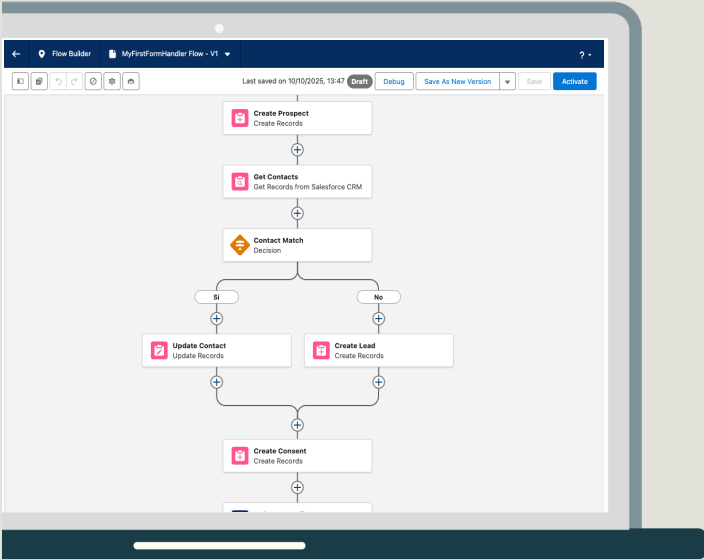 Flow Builder
MyFirstFormHandler Flow - V1
?
Last saved on 10/10/2025, 13:47
Draft
Debug
Save As New Version
Save
Activate
Create Prospect
Create Records
Get Contacts
Get Records from Salesforce CRM
Contact Match
Decision
Sí
No
Update Contact
Update Records
Create Lead
Create Records
Create Consent
Create Records